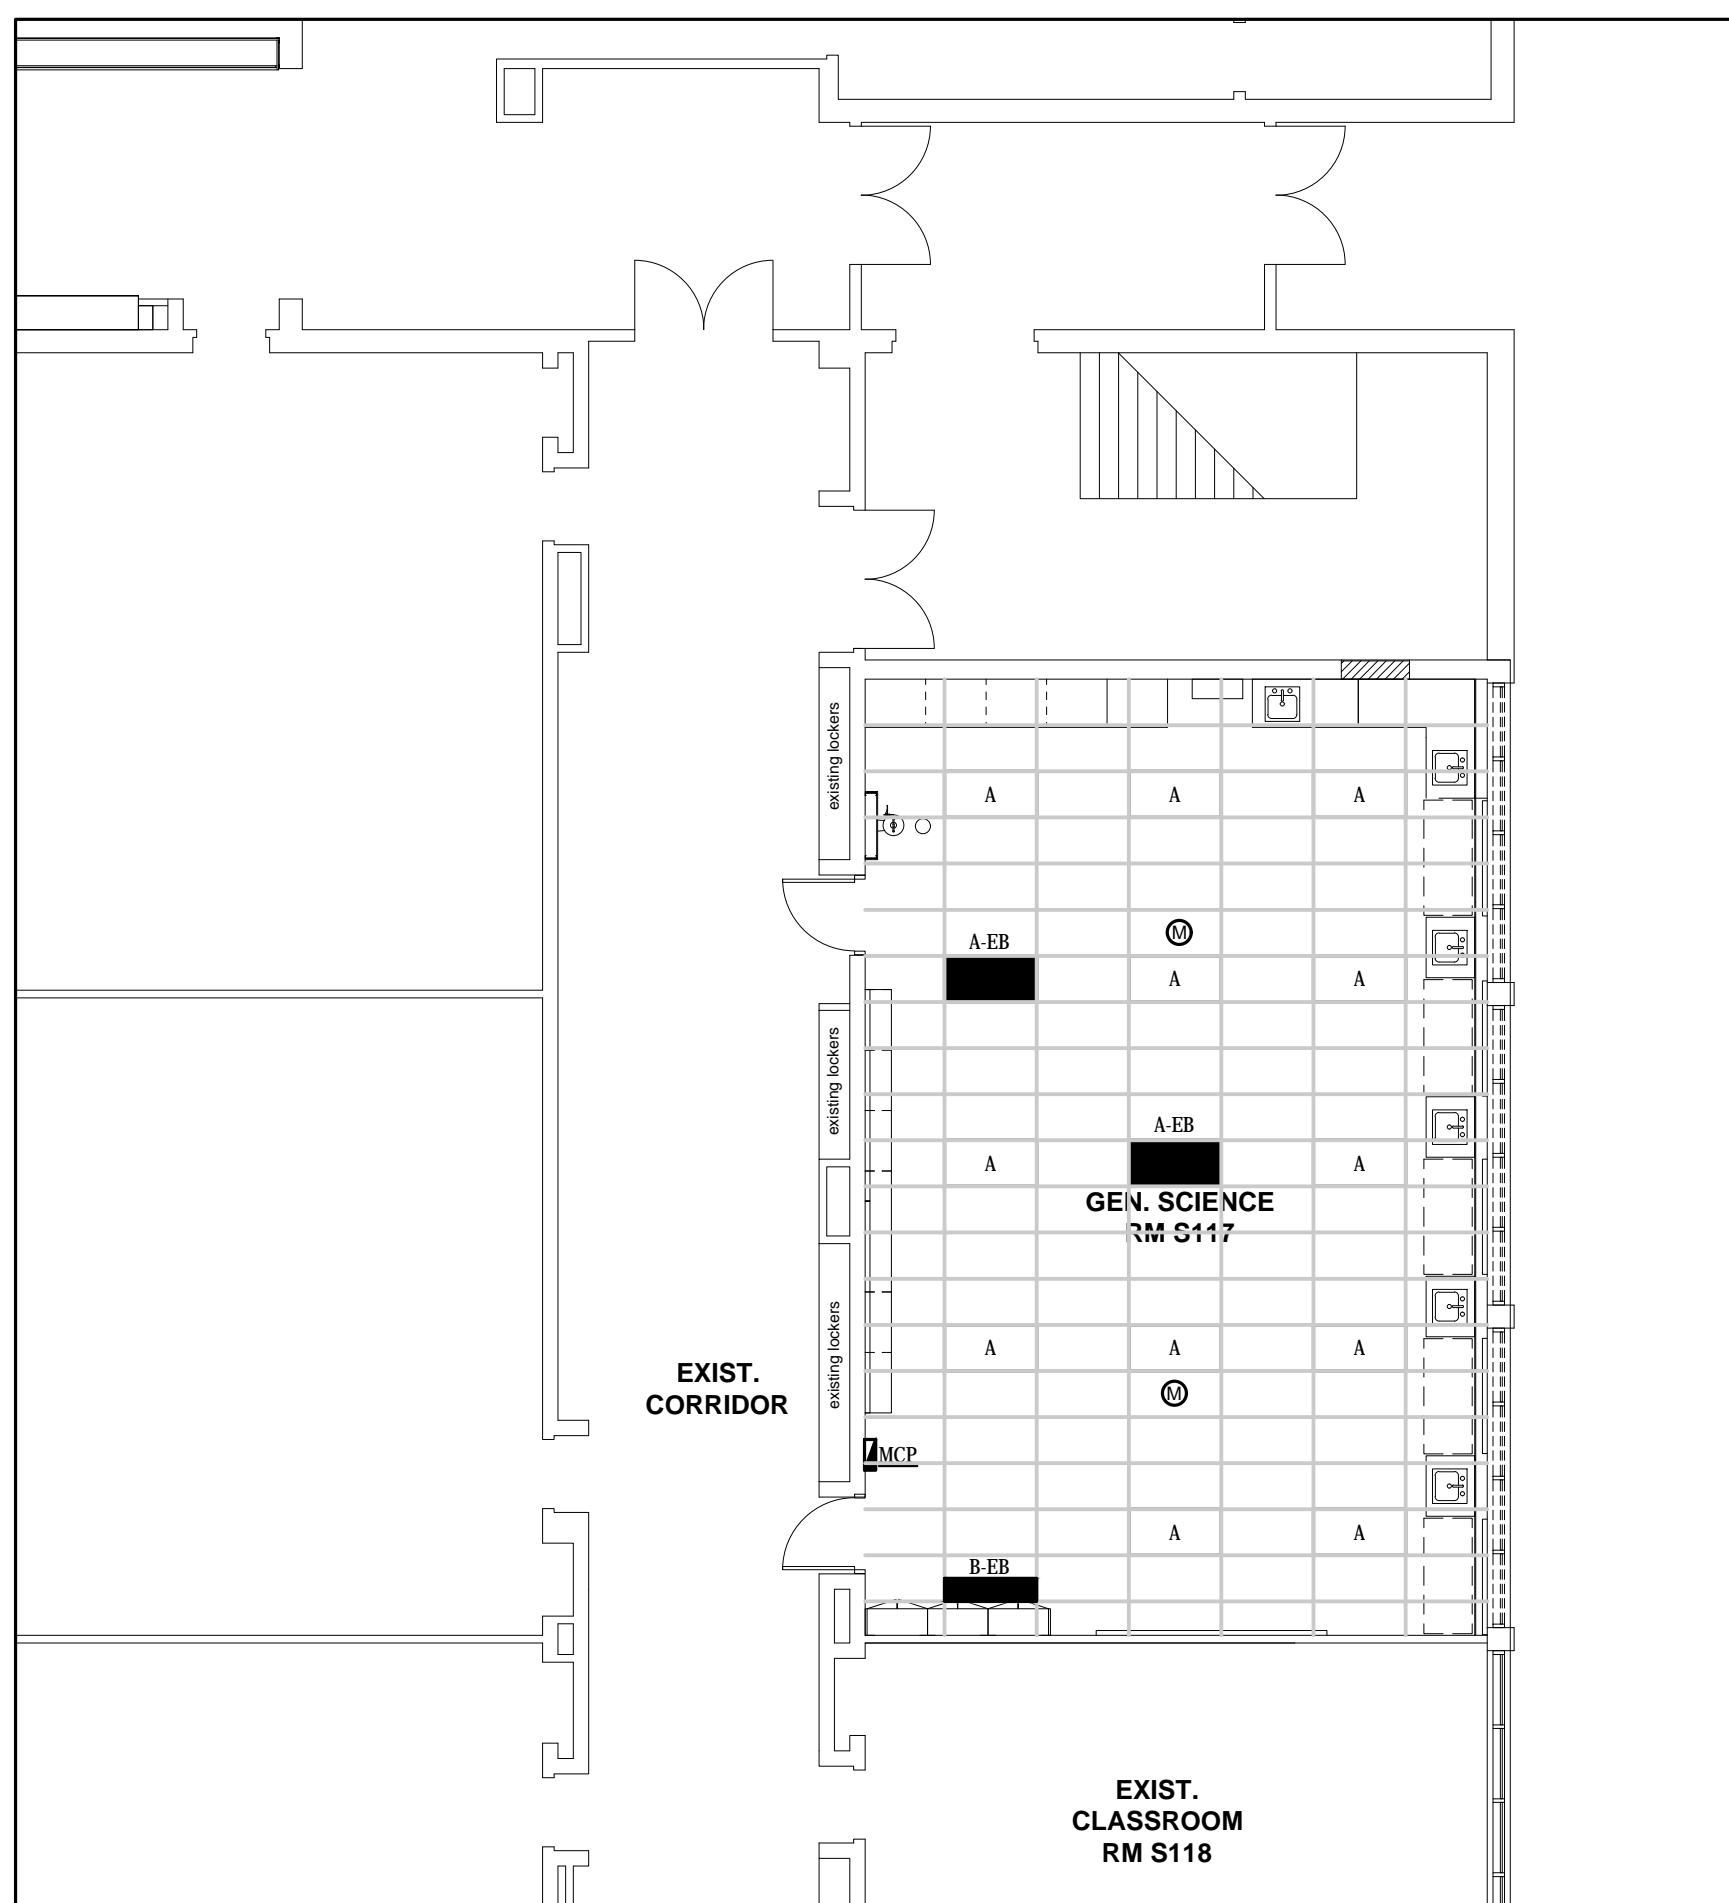 existing lockers
A A A
M
A-EB
A A
existing lockers
A-EB
A A
GEN. SCIENCE
RM S117
existing lockers
A A A
EXIST.
CORRIDOR
M
MCP
A A
B-EB
EXIST.
CLASSROOM
RM S118